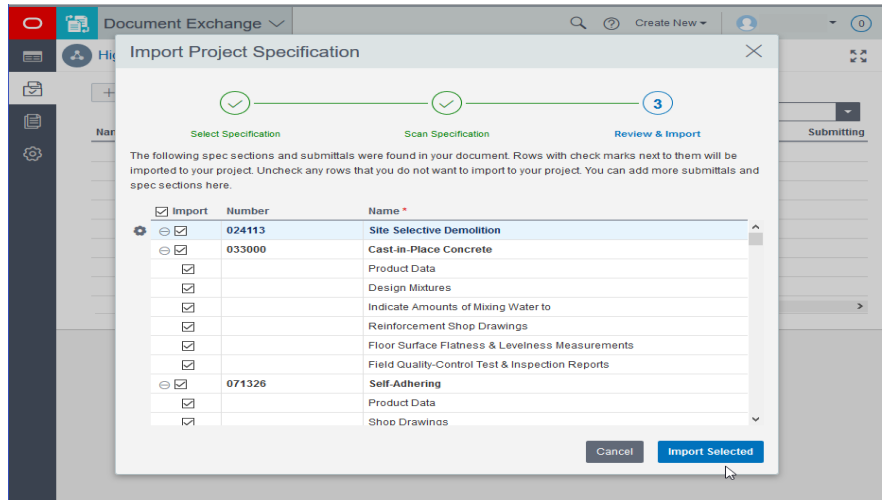 Document Exchange
Create New
0
Hig
Import Project Specification
3
Select Specification
Scan Specification
Review & Import
Nar
Submitting
The following spec sections and submittals were found in your document. Rows with check marks next to them will be
imported to your project. Uncheck any rows that you do not want to import to your project. You can add more submittals and
spec sections here.
Import Number Name *
024113 Site Selective Demolition
033000 Cast-in-Place Concrete
Product Data
Design Mixtures
Indicate Amounts of Mixing Water to
Reinforcement Shop Drawings
Floor Surface Flatness & Levelness Measurements
Field Quality-Control Test & Inspection Reports
071326 Self-Adhering
Product Data
Shop Drawings
Cancel
Import Selected